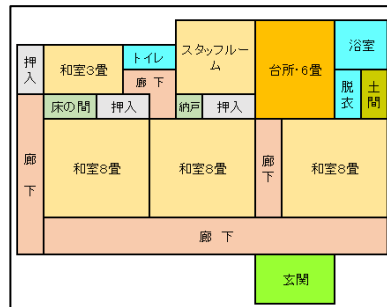 押入
和室3畳
トイレ
廊下
スタッフルーム
台所・6畳
浴室
脱衣
土間
床の間
押入
納戸
押入
廊下
和室8畳
和室8畳
廊下
和室8畳
廊下
玄関